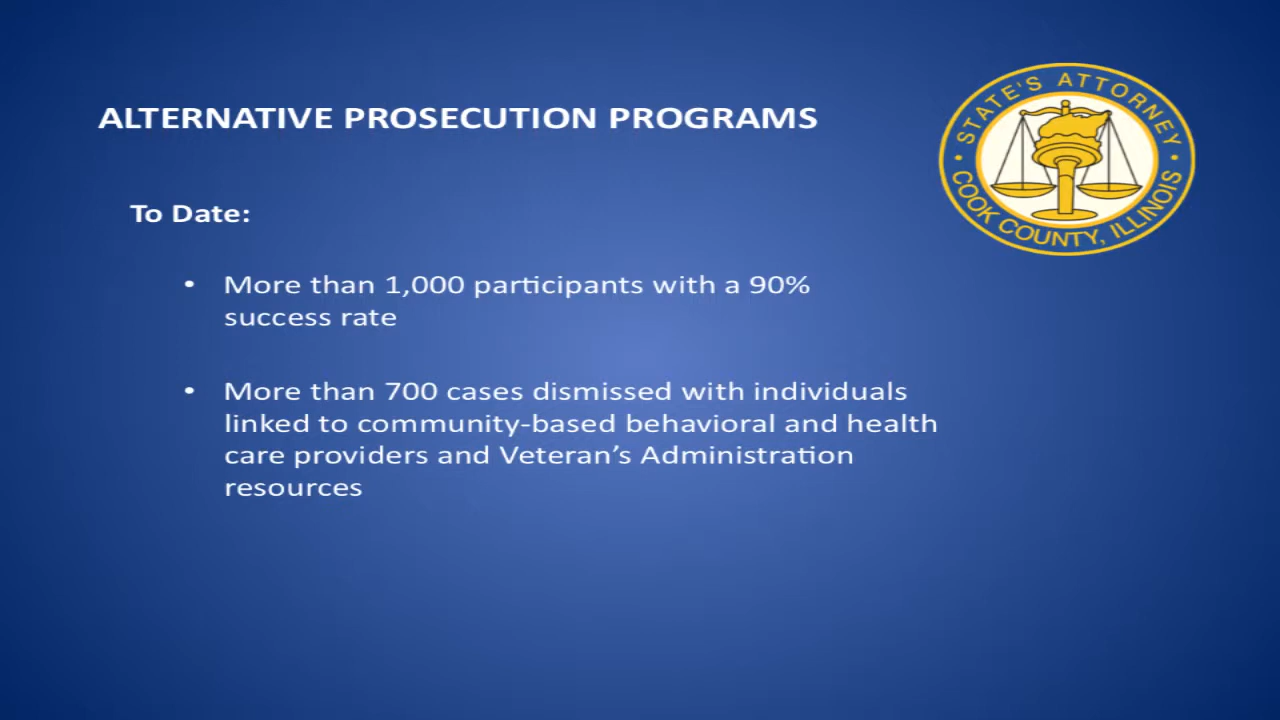 ALTERNATIVE PROSECUTION PROGRAMS
STATE'S ATTORNEY
COOK COUNTY, ILLINOIS
To Date:
• More than 1,000 participants with a 90%
success rate
• More than 700 cases dismissed with individuals
linked to community-based behavioral and health
care providers and Veteran’s Administration
resources